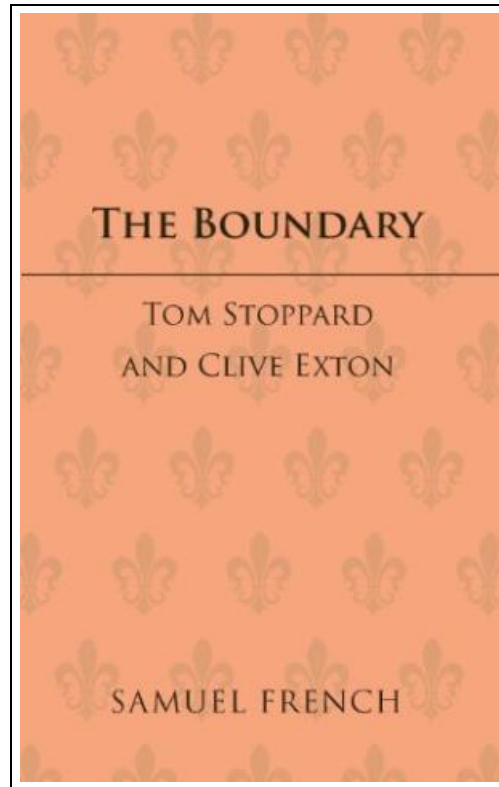 THE BOUNDARY
TOM STOPPARD
AND CLIVE EXTON
SAMUEL FRENCH